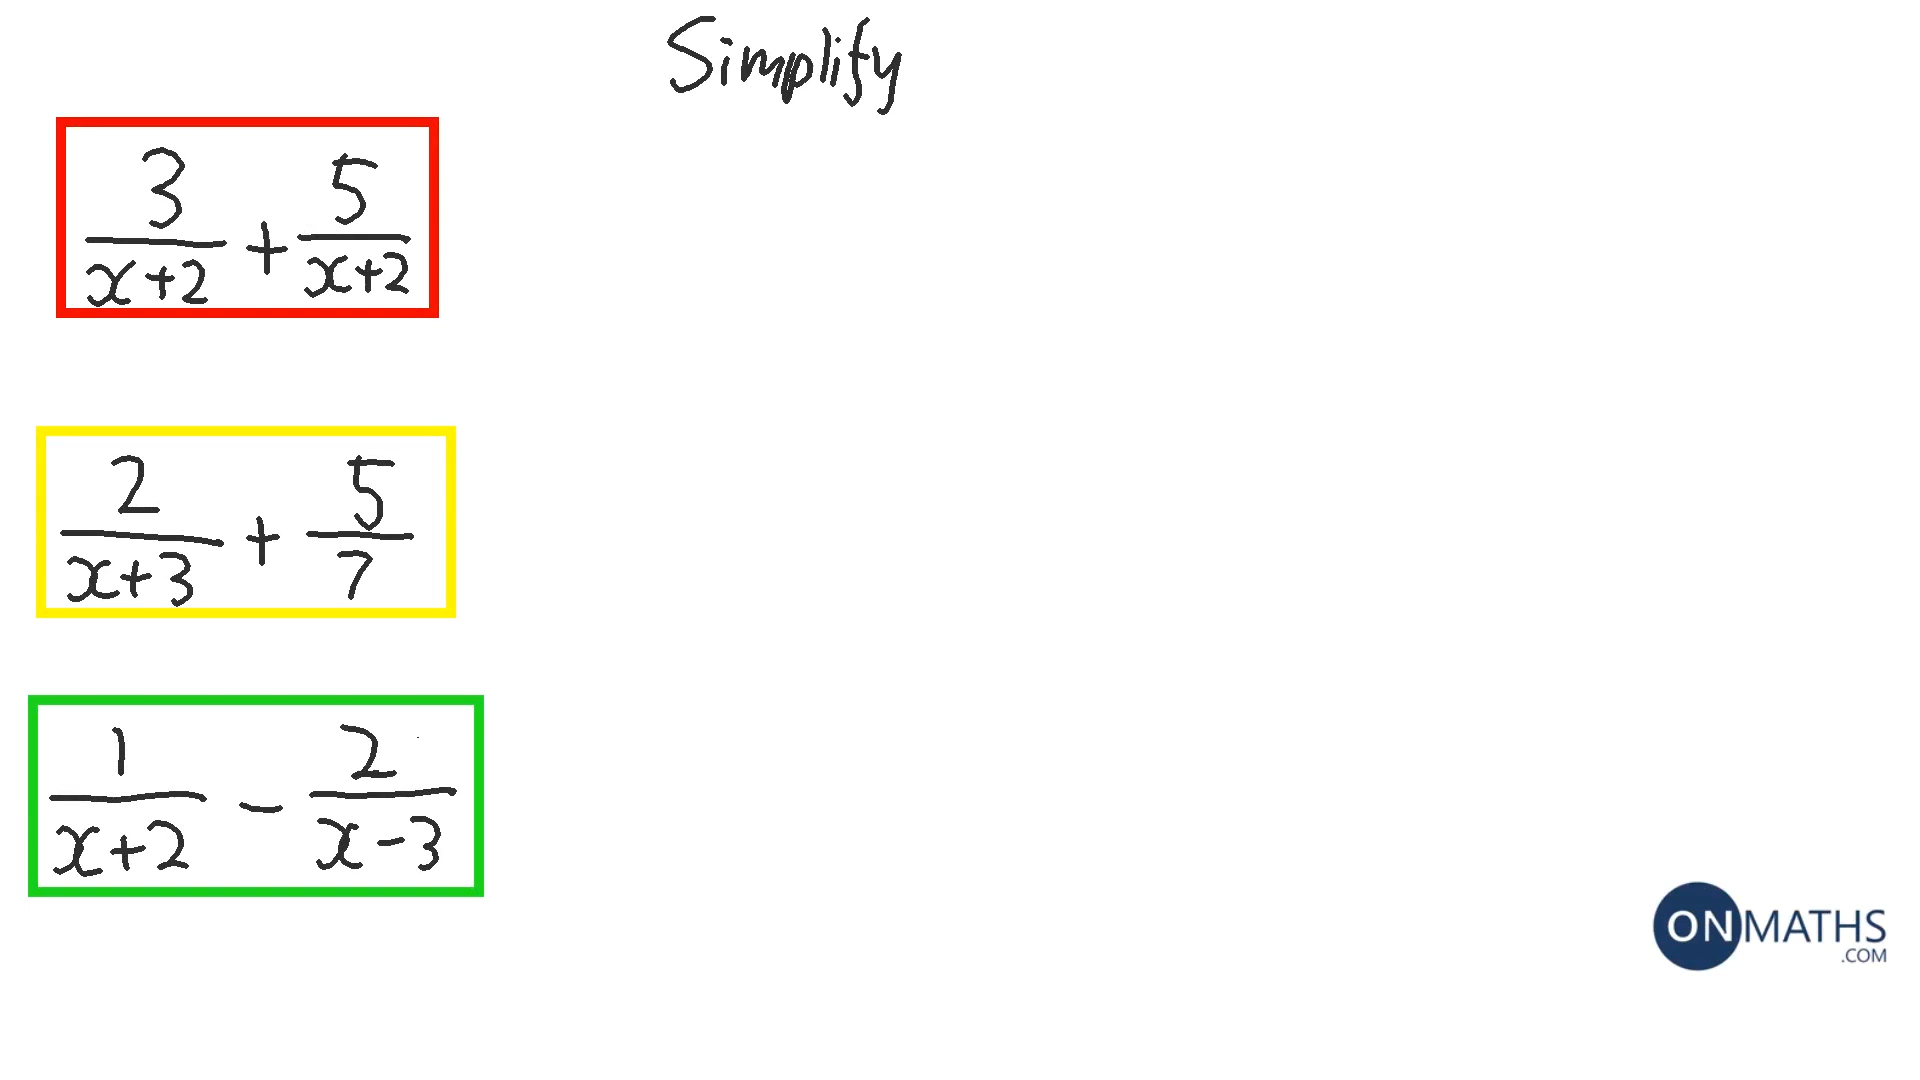 Simplify
3/(x+2) + 5/(x+2)
2/(x+3) + 5/7
1/(x+2) - 2/(x-3)
ONMATHS
.COM